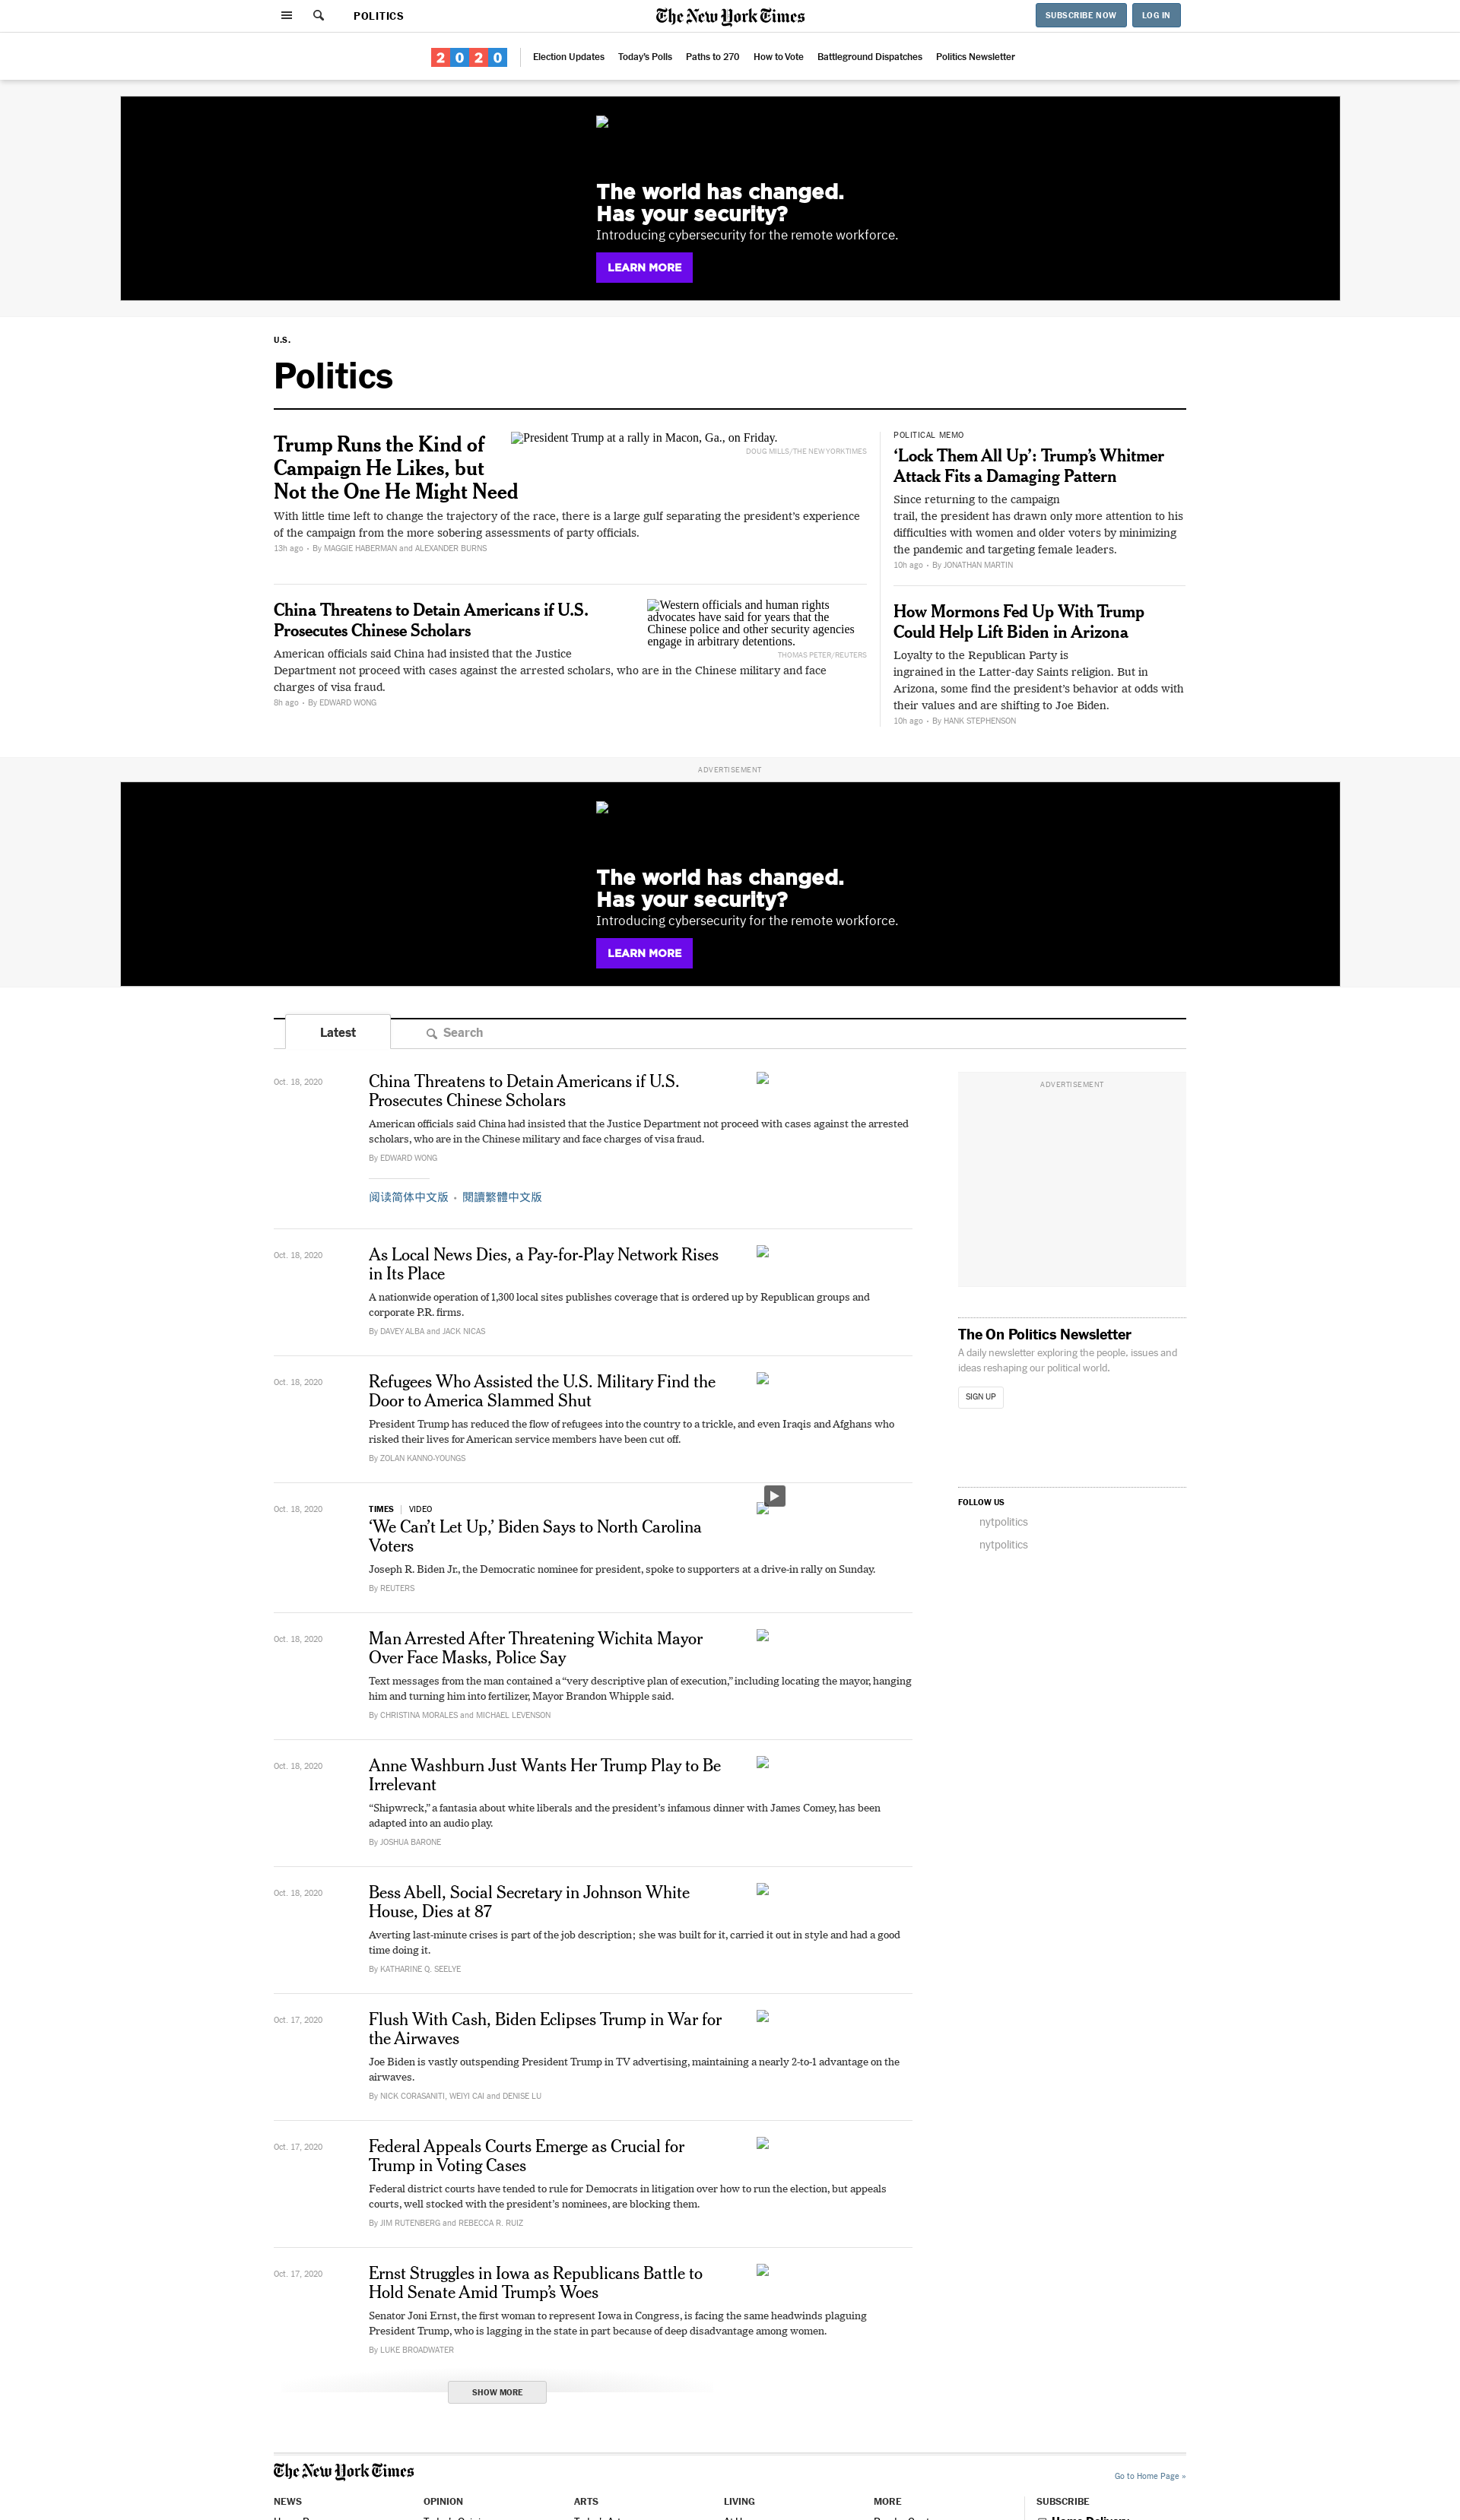 POLITICS
The New York Times
SUBSCRIBE NOW
LOG IN
2020
Election Updates
Today's Polls
Paths to 270
How to Vote
Battleground Dispatches
Politics Newsletter
The world has changed.
Has your security?
Introducing cybersecurity for the remote workforce.
LEARN MORE
U.S.
Politics
Trump Runs the Kind of
Campaign He Likes, but
Not the One He Might Need
President Trump at a rally in Macon, Ga., on Friday.
DOUG MILLS/THE NEW YORK TIMES
With little time left to change the trajectory of the race, there is a large gulf separating the president’s experience
of the campaign from the more sobering assessments of party officials.
13h ago • By MAGGIE HABERMAN and ALEXANDER BURNS
China Threatens to Detain Americans if U.S.
Prosecutes Chinese Scholars
Western officials and human rights
advocates have said for years that the
Chinese police and other security agencies
engage in arbitrary detentions.
THOMAS PETER/REUTERS
American officials said China had insisted that the Justice
Department not proceed with cases against the arrested scholars, who are in the Chinese military and face
charges of visa fraud.
8h ago • By EDWARD WONG
POLITICAL MEMO
‘Lock Them All Up’: Trump’s Whitmer
Attack Fits a Damaging Pattern
Since returning to the campaign
trail, the president has drawn only more attention to his
difficulties with women and older voters by minimizing
the pandemic and targeting female leaders.
10h ago • By JONATHAN MARTIN
How Mormons Fed Up With Trump
Could Help Lift Biden in Arizona
Loyalty to the Republican Party is
ingrained in the Latter-day Saints religion. But in
Arizona, some find the president’s behavior at odds with
their values and are shifting to Joe Biden.
10h ago • By HANK STEPHENSON
ADVERTISEMENT
The world has changed.
Has your security?
Introducing cybersecurity for the remote workforce.
LEARN MORE
Latest
Search
Oct. 18, 2020
China Threatens to Detain Americans if U.S.
Prosecutes Chinese Scholars
American officials said China had insisted that the Justice Department not proceed with cases against the arrested
scholars, who are in the Chinese military and face charges of visa fraud.
By EDWARD WONG
阅读简体中文版 • 閱讀繁體中文版
Oct. 18, 2020
As Local News Dies, a Pay-for-Play Network Rises
in Its Place
A nationwide operation of 1,300 local sites publishes coverage that is ordered up by Republican groups and
corporate P.R. firms.
By DAVEY ALBA and JACK NICAS
Oct. 18, 2020
Refugees Who Assisted the U.S. Military Find the
Door to America Slammed Shut
President Trump has reduced the flow of refugees into the country to a trickle, and even Iraqis and Afghans who
risked their lives for American service members have been cut off.
By ZOLAN KANNO-YOUNGS
Oct. 18, 2020
TIMES | VIDEO
‘We Can’t Let Up,’ Biden Says to North Carolina
Voters
Joseph R. Biden Jr., the Democratic nominee for president, spoke to supporters at a drive-in rally on Sunday.
By REUTERS
Oct. 18, 2020
Man Arrested After Threatening Wichita Mayor
Over Face Masks, Police Say
Text messages from the man contained a “very descriptive plan of execution,” including locating the mayor, hanging
him and turning him into fertilizer, Mayor Brandon Whipple said.
By CHRISTINA MORALES and MICHAEL LEVENSON
Oct. 18, 2020
Anne Washburn Just Wants Her Trump Play to Be
Irrelevant
“Shipwreck,” a fantasia about white liberals and the president’s infamous dinner with James Comey, has been
adapted into an audio play.
By JOSHUA BARONE
Oct. 18, 2020
Bess Abell, Social Secretary in Johnson White
House, Dies at 87
Averting last-minute crises is part of the job description; she was built for it, carried it out in style and had a good
time doing it.
By KATHARINE Q. SEELYE
Oct. 17, 2020
Flush With Cash, Biden Eclipses Trump in War for
the Airwaves
Joe Biden is vastly outspending President Trump in TV advertising, maintaining a nearly 2-to-1 advantage on the
airwaves.
By NICK CORASANITI, WEIYI CAI and DENISE LU
Oct. 17, 2020
Federal Appeals Courts Emerge as Crucial for
Trump in Voting Cases
Federal district courts have tended to rule for Democrats in litigation over how to run the election, but appeals
courts, well stocked with the president’s nominees, are blocking them.
By JIM RUTENBERG and REBECCA R. RUIZ
Oct. 17, 2020
Ernst Struggles in Iowa as Republicans Battle to
Hold Senate Amid Trump’s Woes
Senator Joni Ernst, the first woman to represent Iowa in Congress, is facing the same headwinds plaguing
President Trump, who is lagging in the state in part because of deep disadvantage among women.
By LUKE BROADWATER
SHOW MORE
ADVERTISEMENT
The On Politics Newsletter
A daily newsletter exploring the people, issues and
ideas reshaping our political world.
SIGN UP
FOLLOW US
nytpolitics
nytpolitics
The New York Times
Go to Home Page »
NEWS
OPINION
ARTS
LIVING
MORE
SUBSCRIBE